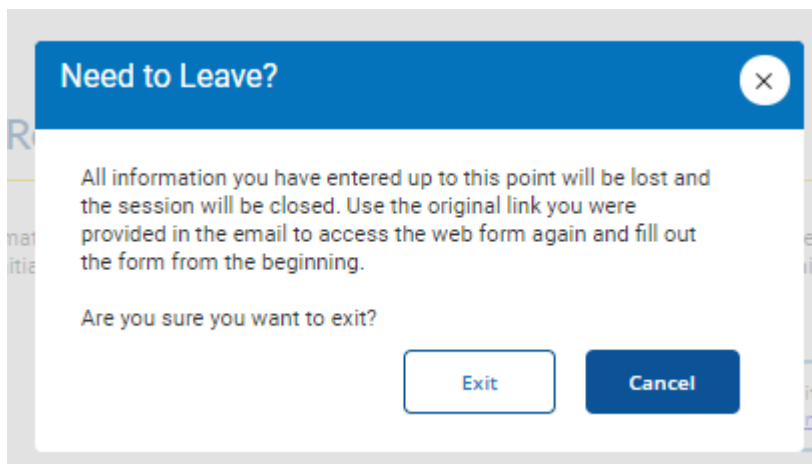 Need to Leave?
All information you have entered up to this point will be lost and
the session will be closed. Use the original link you were
provided in the email to access the web form again and fill out
the form from the beginning.
Are you sure you want to exit?
Exit
Cancel